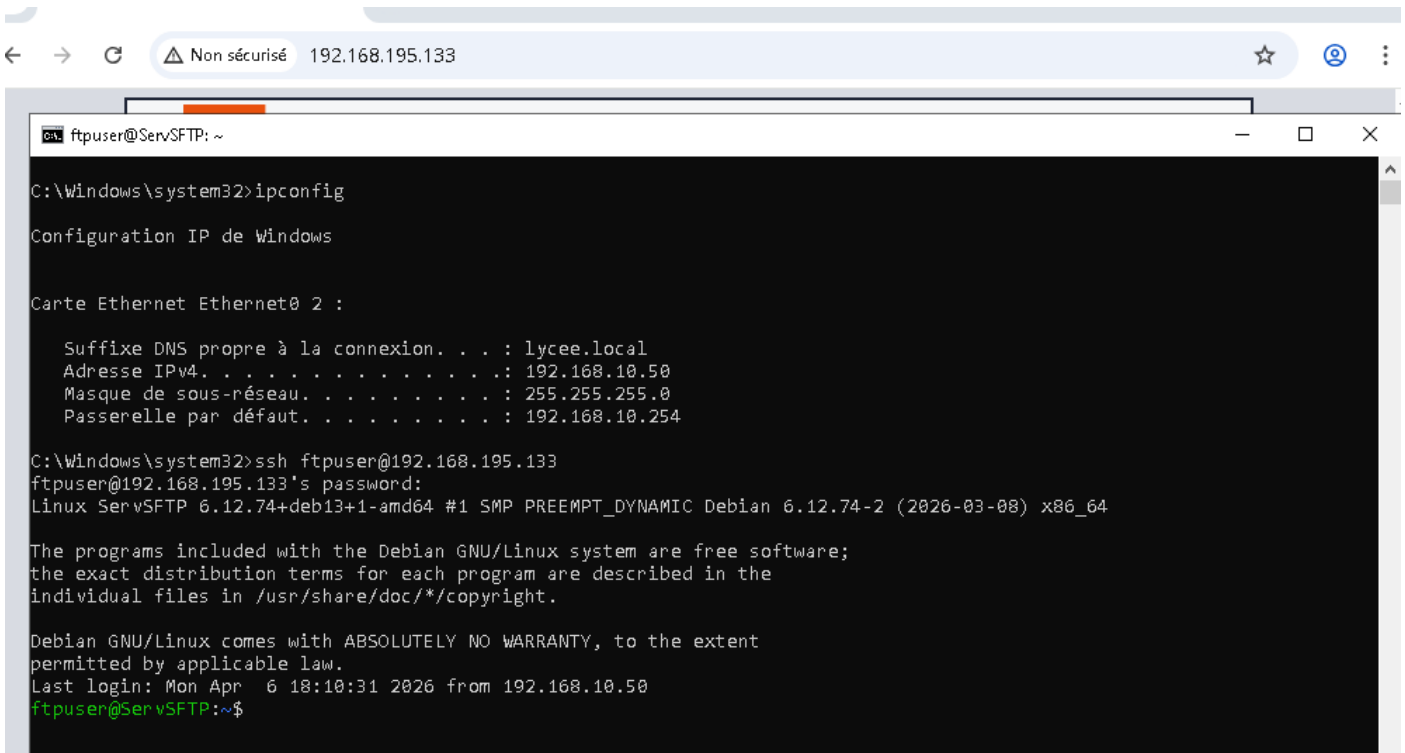 Non sécurisé 192.168.195.133
ftpuser@ServSFTP: ~
C:\Windows\system32>ipconfig
Configuration IP de Windows
Carte Ethernet Ethernet0 2 :
Suffixe DNS propre à la connexion. . . : lycee.local
Adresse IPv4. . . . . . . . . . . . . .: 192.168.10.50
Masque de sous-réseau. . . . . . . . . : 255.255.255.0
Passerelle par défaut. . . . . . . . . : 192.168.10.254
C:\Windows\system32>ssh ftpuser@192.168.195.133
ftpuser@192.168.195.133's password:
Linux ServSFTP 6.12.74+deb13+1-amd64 #1 SMP PREEMPT_DYNAMIC Debian 6.12.74-2 (2026-03-08) x86_64
The programs included with the Debian GNU/Linux system are free software;
the exact distribution terms for each program are described in the
individual files in /usr/share/doc/*/copyright.
Debian GNU/Linux comes with ABSOLUTELY NO WARRANTY, to the extent
permitted by applicable law.
Last login: Mon Apr  6 18:10:31 2026 from 192.168.10.50
ftpuser@ServSFTP:~$